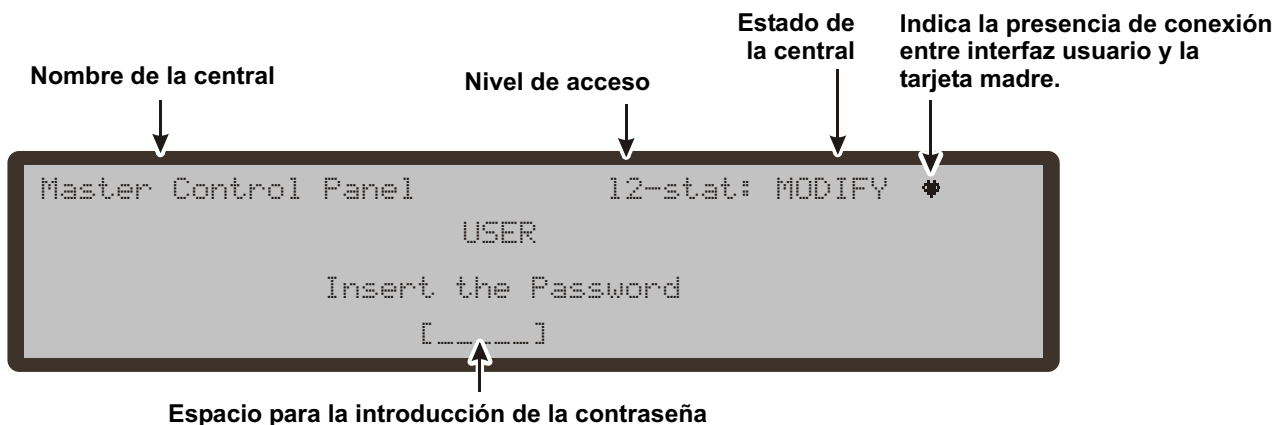 Estado de
la central
Indica la presencia de conexión
entre interfaz usuario y la
tarjeta madre.
Nombre de la central
Nivel de acceso
Master Control Panel l2-stat: MODIFY
USER
Insert the Password
[_____]
Espacio para la introducción de la contraseña